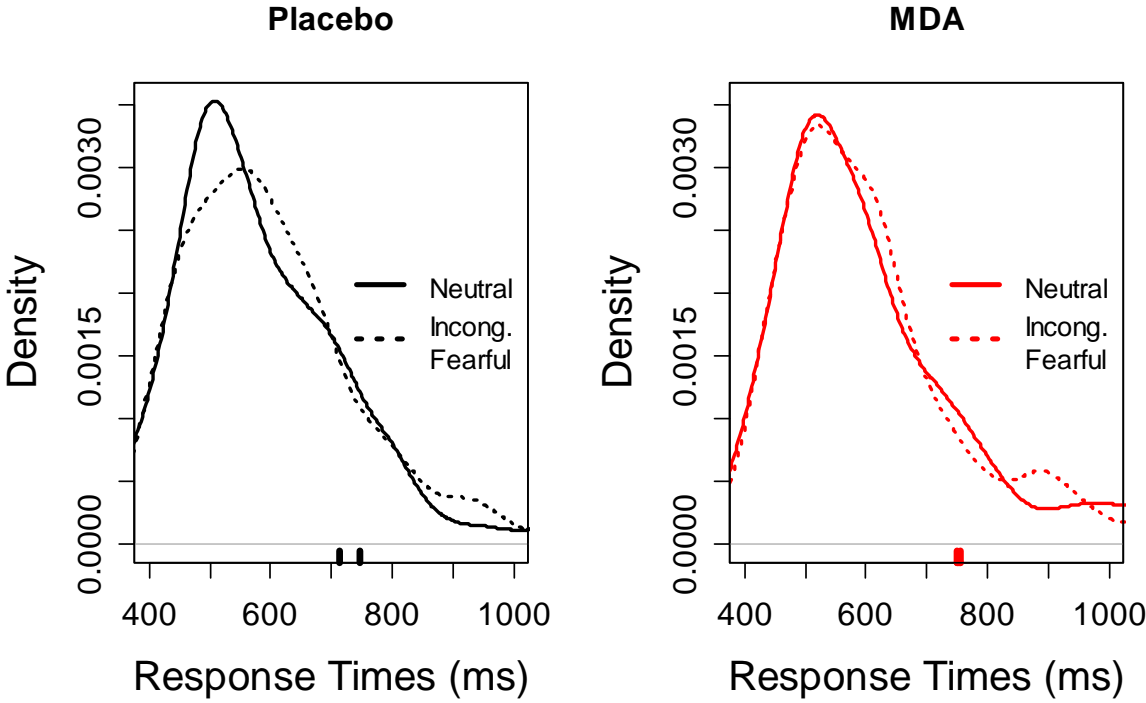 Placebo
Density
0.0000
0.0015
0.0030
Neutral
Incong.
Fearful
400
600
800
1000
Response Times (ms)
MDA
Density
0.0000
0.0015
0.0030
Neutral
Incong.
Fearful
400
600
800
1000
Response Times (ms)